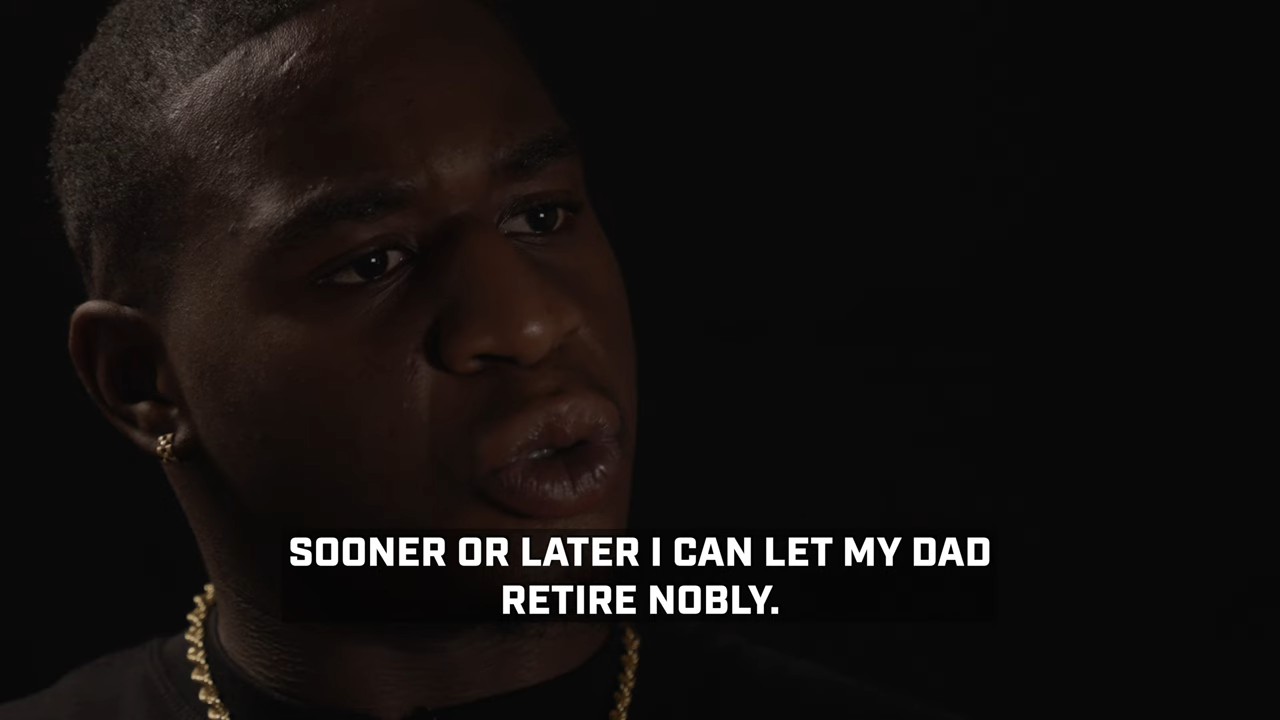 SOONER OR LATER I CAN LET MY DAD
RETIRE NOBLY.